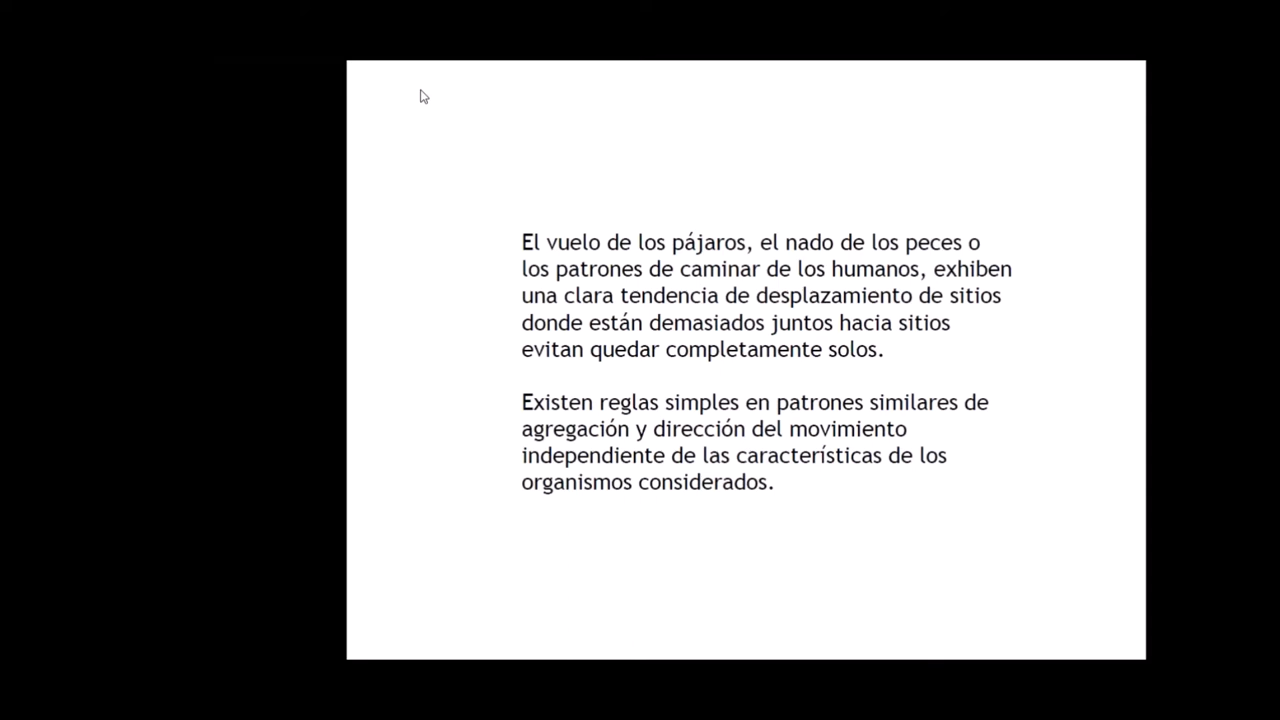 El vuelo de los pájaros, el nado de los peces o
los patrones de caminar de los humanos, exhiben
una clara tendencia de desplazamiento de sitios
donde están demasiados juntos hacia sitios
evitan quedar completamente solos.
Existen reglas simples en patrones similares de
agregación y dirección del movimiento
independiente de las características de los
organismos considerados.